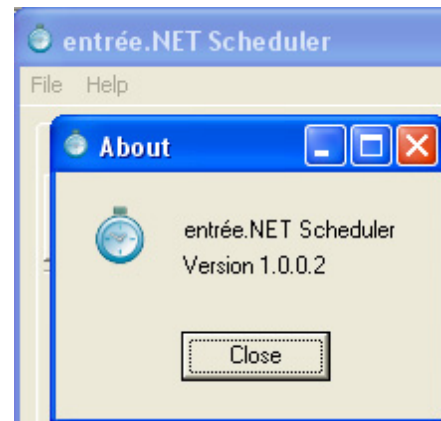 entrée.NET Scheduler
File Help
About
entrée.NET Scheduler
Version 1.0.0.2
Close